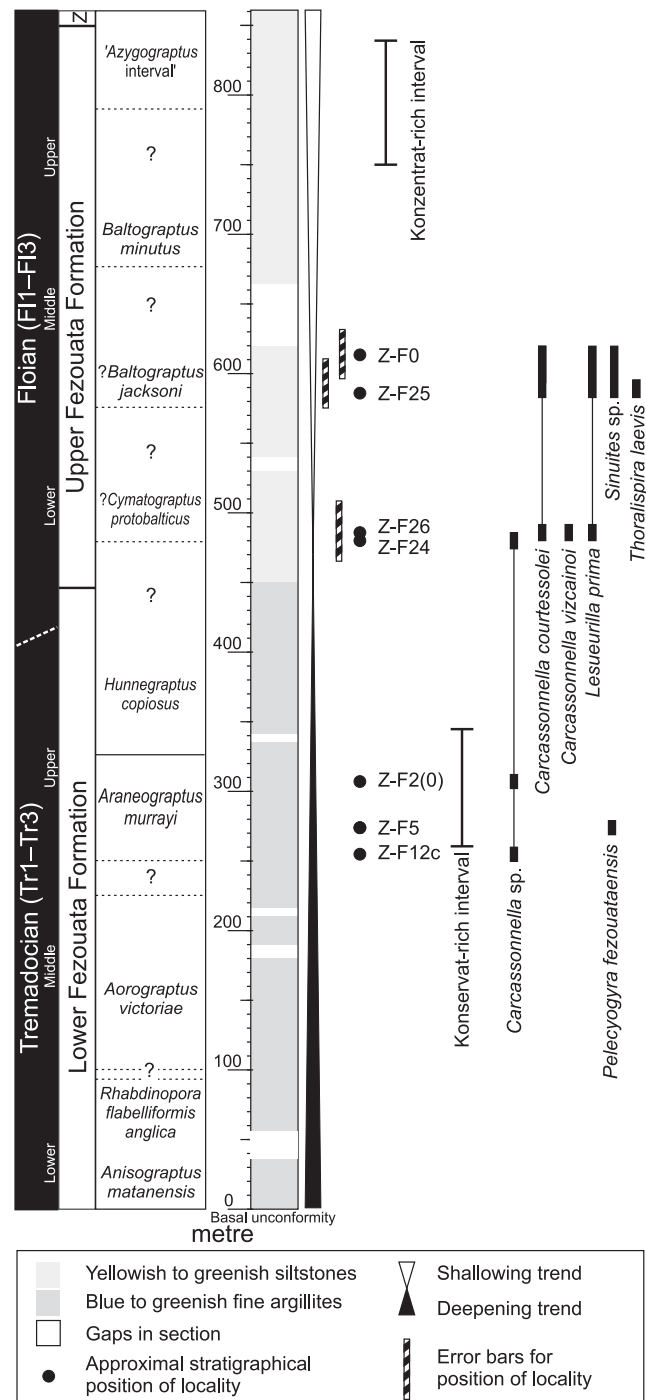 Z
Floian (Fl1–Fl3)
Upper
Middle
Lower
Tremadocian (Tr1–Tr3)
Upper
Middle
Lower
Upper Fezouata Formation
Lower Fezouata Formation
'Azygograptus
interval'
?
Baltograptus
minutus
?
?Baltograptus
jacksoni
?
?Cymatograptus
protobalticus
?
Hunnegraptus
copiosus
Araneograptus
murrayi
?
Aorograptus
victoriae
?
Rhabdinopora
flabelliformis
anglica
Anisograptus
matanensis
800
700
600
500
400
300
200
100
0
Basal unconformity
metre
Konzentrat-rich interval
Z-F0
Z-F25
Z-F26
Z-F24
Z-F2(0)
Z-F5
Z-F12c
Konservat-rich interval
Carcassonnella sp.
Carcassonnella courtessolei
Carcassonnella vizcainoi
Lesueurilla prima
Sinuites sp.
Thoralispira laevis
Pelecyogyra fezouataensis
Yellowish to greenish siltstones
Blue to greenish fine argillites
Gaps in section
Approximal stratigraphical
position of locality
Shallowing trend
Deepening trend
Error bars for
position of locality